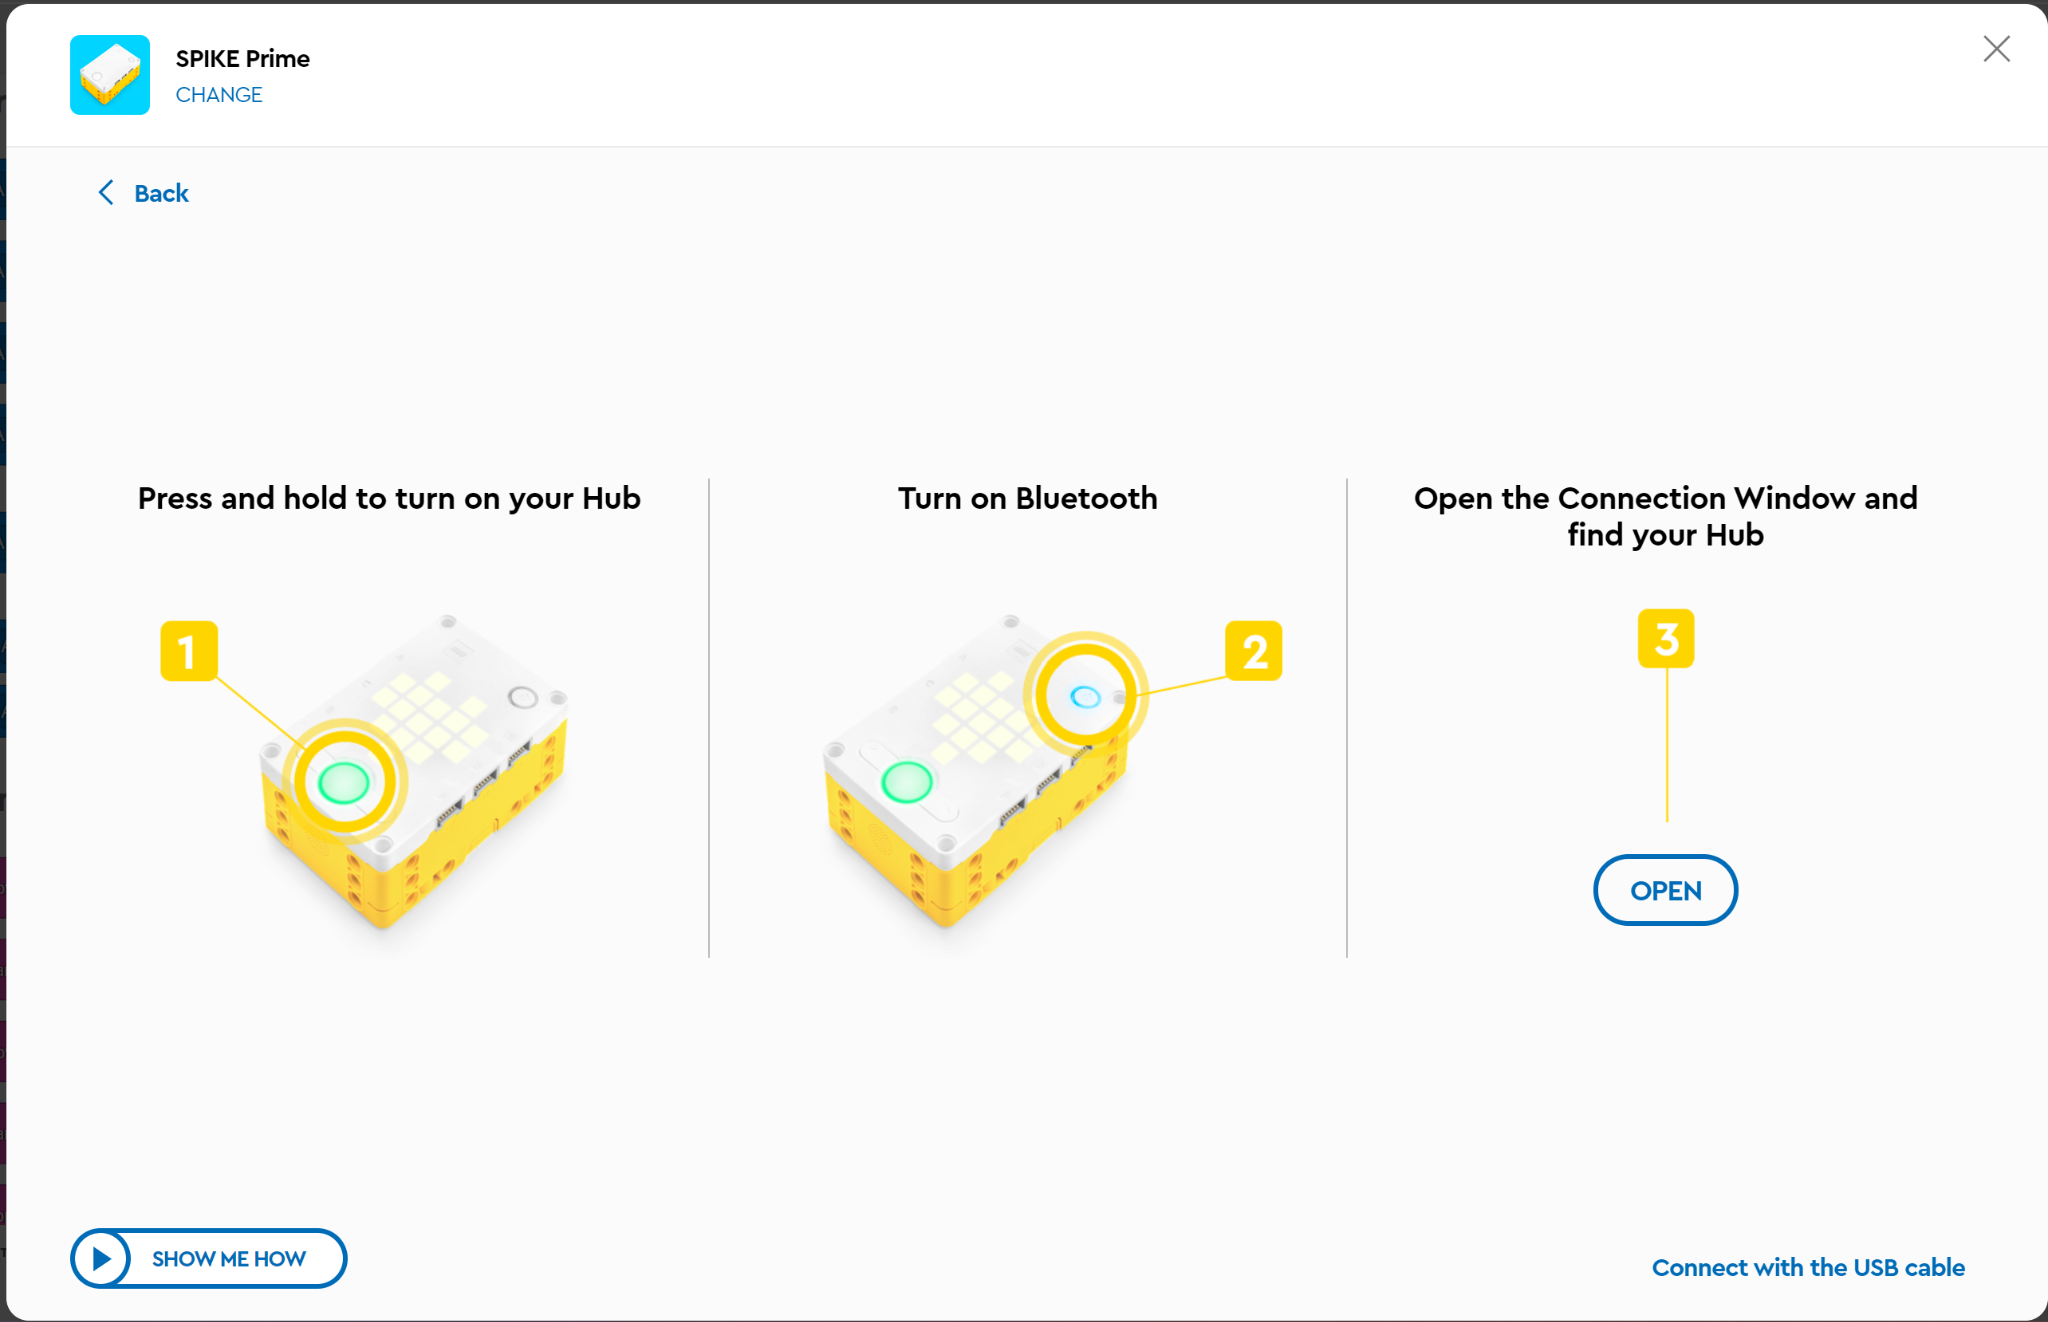 SPIKE Prime
CHANGE
Back
Press and hold to turn on your Hub
1
Turn on Bluetooth
2
Open the Connection Window and
find your Hub
3
OPEN
SHOW ME HOW
Connect with the USB cable